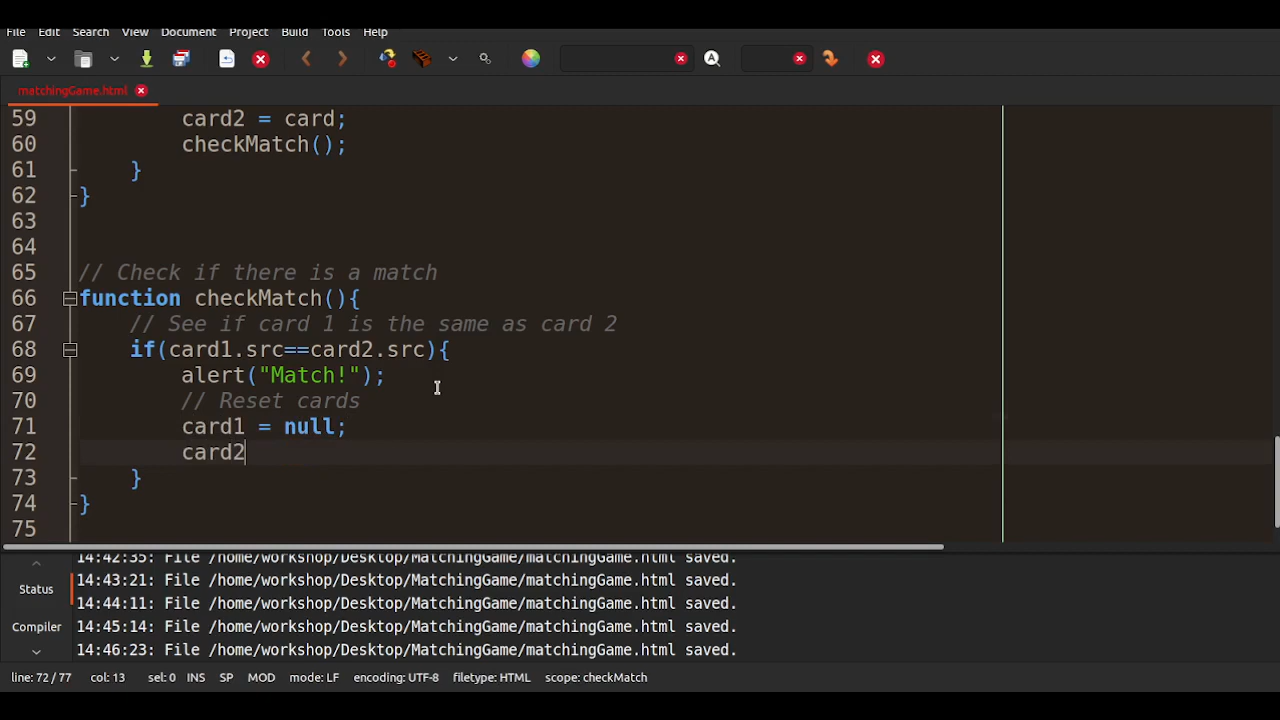 File Edit Search View Document Project Build Tools Help
matchingGame.html
59 card2 = card;
60 checkMatch();
61 }
62 }
63
64
65 // Check if there is a match
66 function checkMatch(){
67 // See if card 1 is the same as card 2
68 if(card1.src==card2.src){
69 alert("Match!");
70 // Reset cards
71 card1 = null;
72 card2
73 }
74 }
75
Status
Compiler
14:42:35: File /home/workshop/Desktop/MatchingGame/matchingGame.html saved.
14:43:21: File /home/workshop/Desktop/MatchingGame/matchingGame.html saved.
14:44:11: File /home/workshop/Desktop/MatchingGame/matchingGame.html saved.
14:45:14: File /home/workshop/Desktop/MatchingGame/matchingGame.html saved.
14:46:23: File /home/workshop/Desktop/MatchingGame/matchingGame.html saved.
line: 72 / 77 col: 13 sel: 0 INS SP MOD mode: LF encoding: UTF-8 filetype: HTML scope: checkMatch